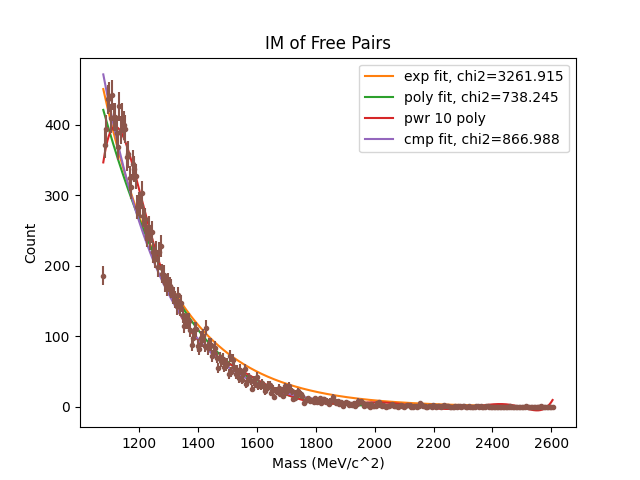 IM of Free Pairs
exp fit, chi2=3261.915
poly fit, chi2=738.245
pwr 10 poly
cmp fit, chi2=866.988
Count
400
300
200
100
0
1200 1400 1600 1800 2000 2200 2400 2600
Mass (MeV/c^2)